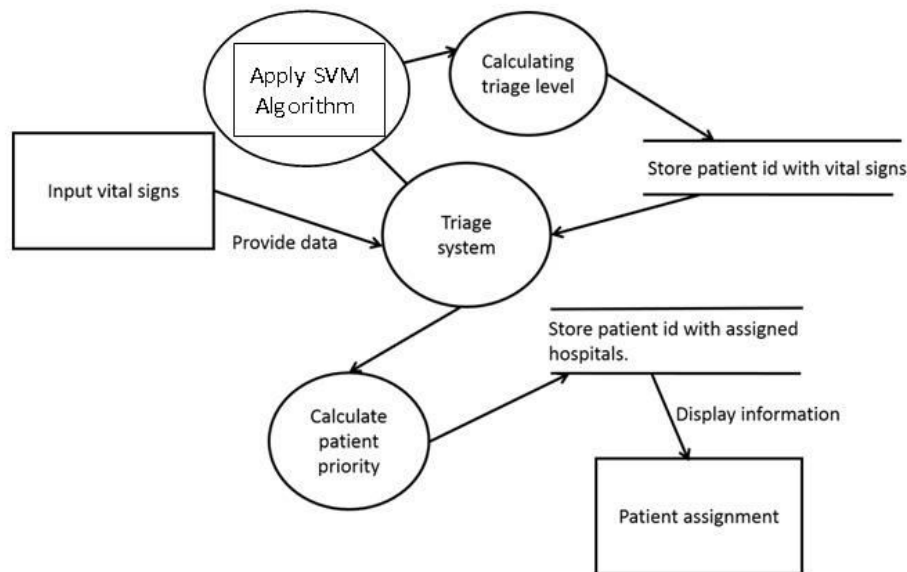 Apply SVM
Algorithm
Calculating
triage level
Input vital signs
Store patient id with vital signs
Provide data
Triage
system
Store patient id with assigned
hospitals.
Calculate
patient
priority
Display information
Patient assignment